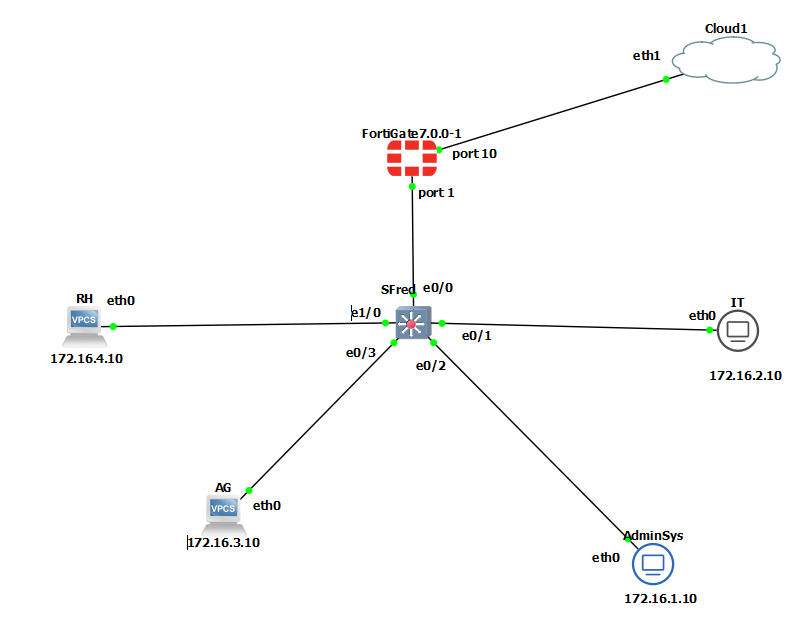 Cloud1
eth1
FortiGate7.0.0-1
port 10
port 1
SFred
e0/0
RH
eth0
VPCS
172.16.4.10
e1/0
e0/1
IT
eth0
172.16.2.10
e0/3
e0/2
AG
VPCS
eth0
172.16.3.10
AdminSys
eth0
172.16.1.10